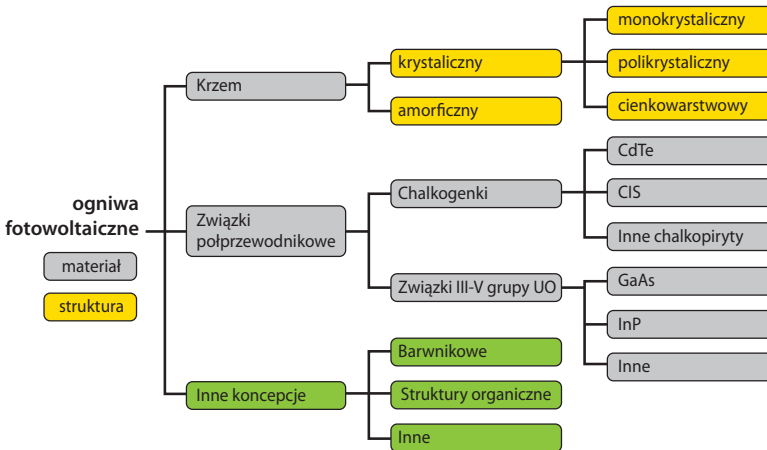 ogniwa
fotowoltaiczne
materiał
struktura
Krzem
krystaliczny
monokrystaliczny
polikrystaliczny
cienkowarstwowy
amorficzny
Związki
połprzewodnikowe
Chalkogenki
CdTe
CIS
Inne chalkopiryty
Związki III-V grupy UO
GaAs
InP
Inne
Inne koncepcje
Barwnikowe
Struktury organiczne
Inne